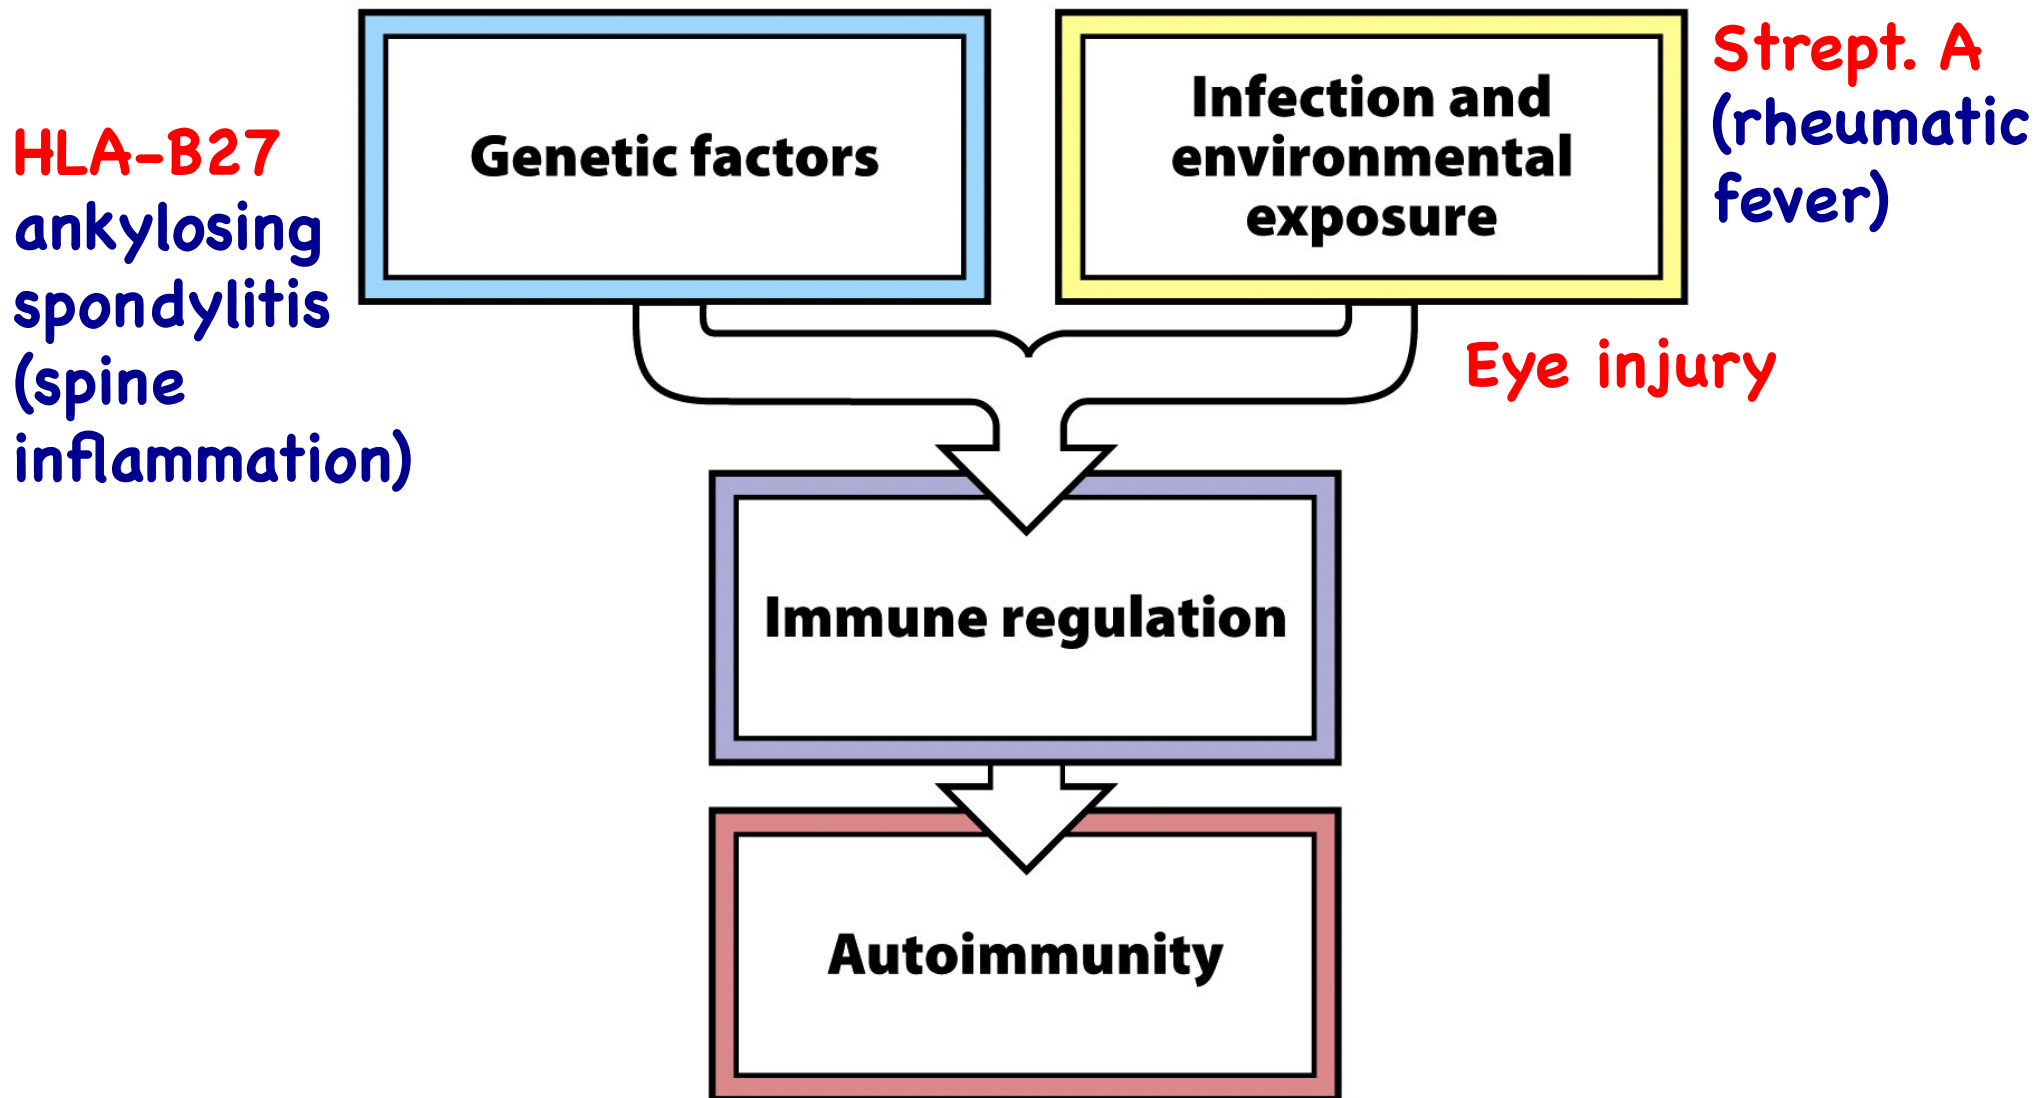 HLA-B27
ankylosing
spondylitis
(spine
inflammation)
Genetic factors
Infection and
environmental
exposure
Strept. A
(rheumatic
fever)
Eye injury
Immune regulation
Autoimmunity